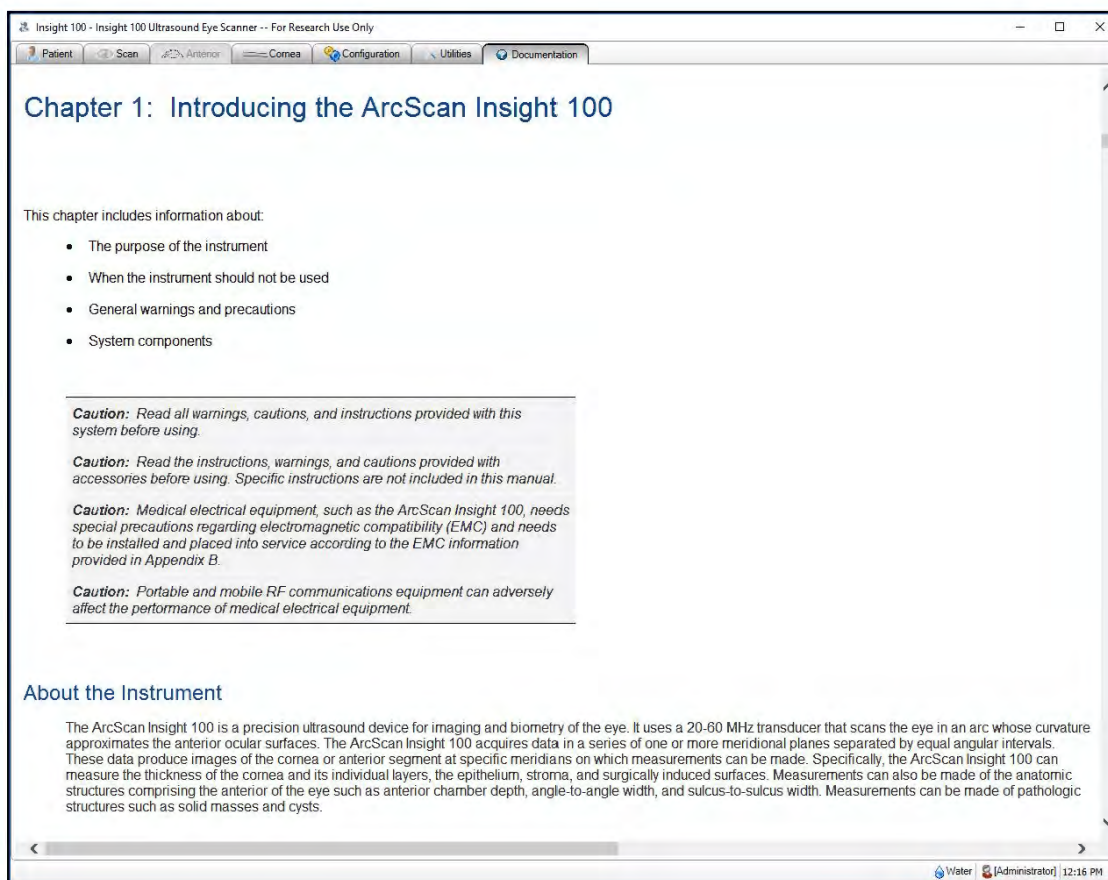 Insight 100 - Insight 100 Ultrasound Eye Scanner -- For Research Use Only
Patient Scan Anterior Cornea Configuration Utilities Documentation
Chapter 1: Introducing the ArcScan Insight 100
This chapter includes information about:
• The purpose of the instrument
• When the instrument should not be used
• General warnings and precautions
• System components
Caution: Read all warnings, cautions, and instructions provided with this
system before using.
Caution: Read the instructions, warnings, and cautions provided with
accessories before using. Specific instructions are not included in this manual.
Caution: Medical electrical equipment, such as the ArcScan Insight 100, needs
special precautions regarding electromagnetic compatibility (EMC) and needs
to be installed and placed into service according to the EMC information
provided in Appendix B.
Caution: Portable and mobile RF communications equipment can adversely
affect the performance of medical electrical equipment.
About the Instrument
The ArcScan Insight 100 is a precision ultrasound device for imaging and biometry of the eye. It uses a 20-60 MHz transducer that scans the eye in an arc whose curvature
approximates the anterior ocular surfaces. The ArcScan Insight 100 acquires data in a series of one or more meridional planes separated by equal angular intervals.
These data produce images of the cornea or anterior segment at specific meridians on which measurements can be made. Specifically, the ArcScan Insight 100 can
measure the thickness of the cornea and its individual layers, the epithelium, stroma, and surgically induced surfaces. Measurements can also be made of the anatomic
structures comprising the anterior of the eye such as anterior chamber depth, angle-to-angle width, and sulcus-to-sulcus width. Measurements can be made of pathologic
structures such as solid masses and cysts.
Water [Administrator] 12:16 PM